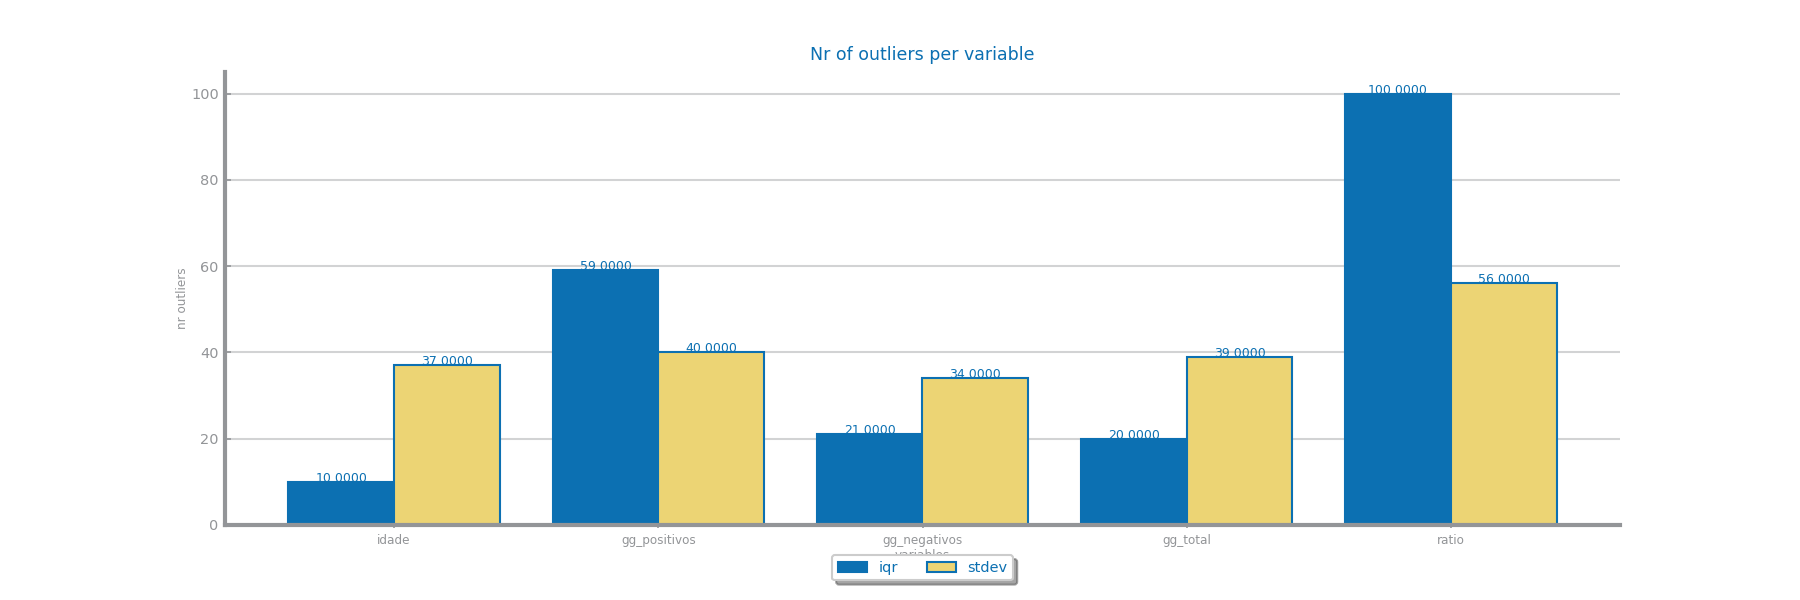 Nr of outliers per variable
100
80
60
40
20
0
nr outliers
10.0000
37.0000
59.0000
40.0000
21.0000
34.0000
20.0000
39.0000
100.0000
56.0000
idade
gg_positivos
gg_negativos
gg_total
ratio
variables
iqr
stdev